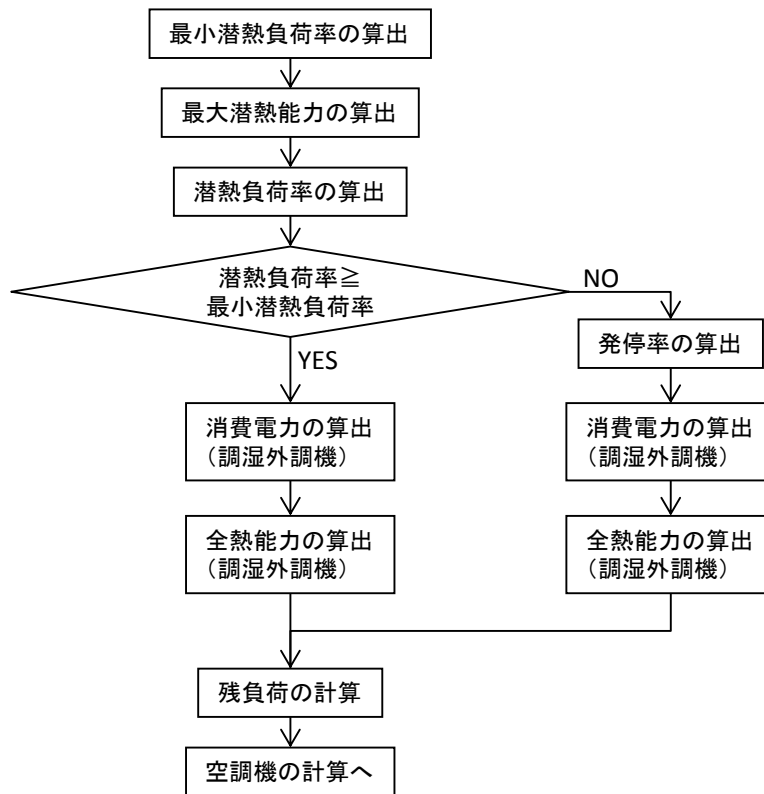 最小潜熱負荷率の算出
最大潜熱能力の算出
潜熱負荷率の算出
潜熱負荷率≧
最小潜熱負荷率
NO
発停率の算出
YES
消費電力の算出
（調湿外調機）
消費電力の算出
（調湿外調機）
全熱能力の算出
（調湿外調機）
全熱能力の算出
（調湿外調機）
残負荷の計算
空調機の計算へ